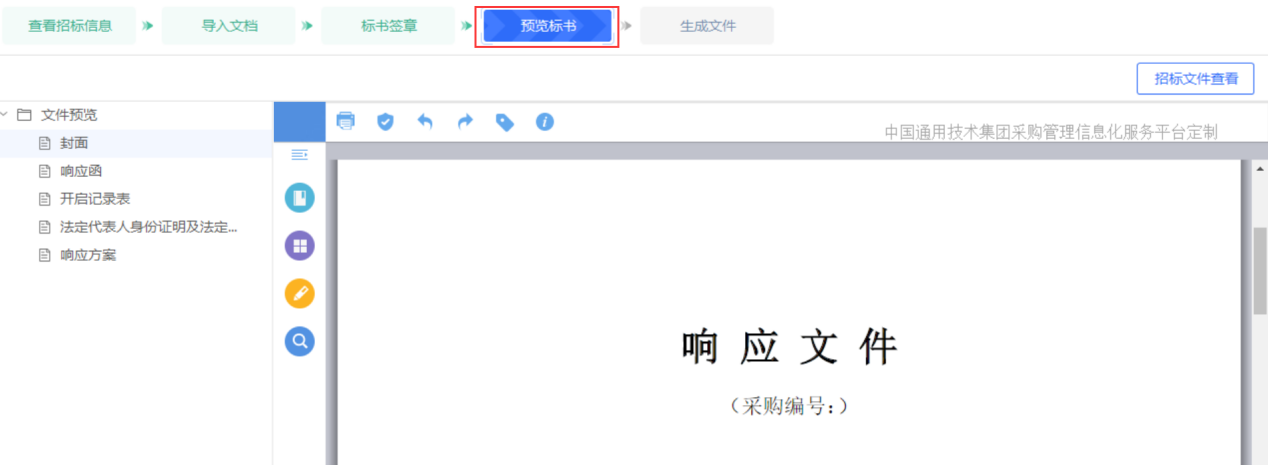 查看招标信息
导入文档
标书签章
预览标书
生成文件
招标文件查看
文件预览
封面
响应函
开启记录表
法定代表人身份证明及法定...
响应方案
中国通用技术集团采购管理信息化服务平台定制
响应文件
（采购编号:）